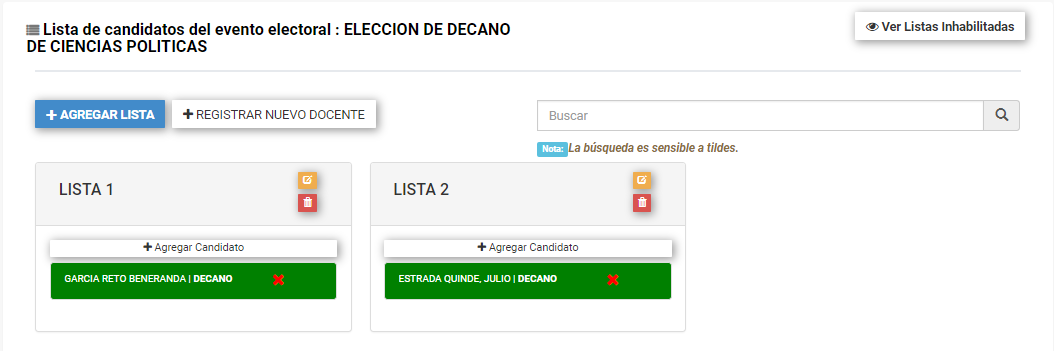 Lista de candidatos del evento electoral : ELECCION DE DECANO
DE CIENCIAS POLITICAS
Ver Listas Inhabilitadas
AGREGAR LISTA
REGISTRAR NUEVO DOCENTE
Buscar
Nota: La búsqueda es sensible a tildes.
LISTA 1
+ Agregar Candidato
GARCIA RETO BENERANDA | DECANO
LISTA 2
+ Agregar Candidato
ESTRADA QUINDE, JULIO | DECANO